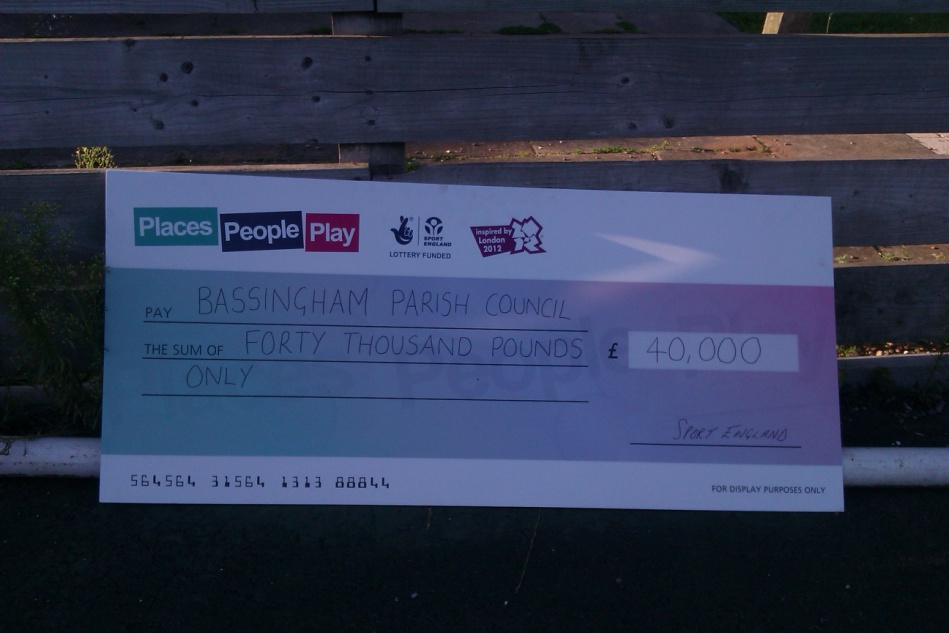 Places People Play
SPORT ENGLAND
LOTTERY FUNDED
inspired by
London
2012
PAY BASSINGHAM PARISH COUNCIL
THE SUM OF FORTY THOUSAND POUNDS £ 40,000
ONLY
SPORT ENGLAND
564564 31564 1313 88844
FOR DISPLAY PURPOSES ONLY